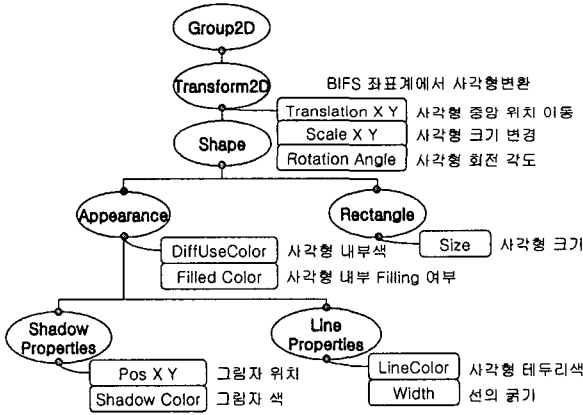 Group2D
Transform2D
BIFS 좌표계에서 사각형변환
Translation X Y 사각형 중앙 위치 이동
Scale X Y 사각형 크기 변경
Shape
Rotation Angle 사각형 회전 각도
Appearance
Rectangle
DiffUseColor 사각형 내부색
Size 사각형 크기
Filled Color 사각형 내부 Filling 여부
Shadow
Properties
Line
Properties
Pos X Y 그림자 위치
LineColor 사각형 테두리색
Shadow Color 그림자 색
Width 선의 굵기